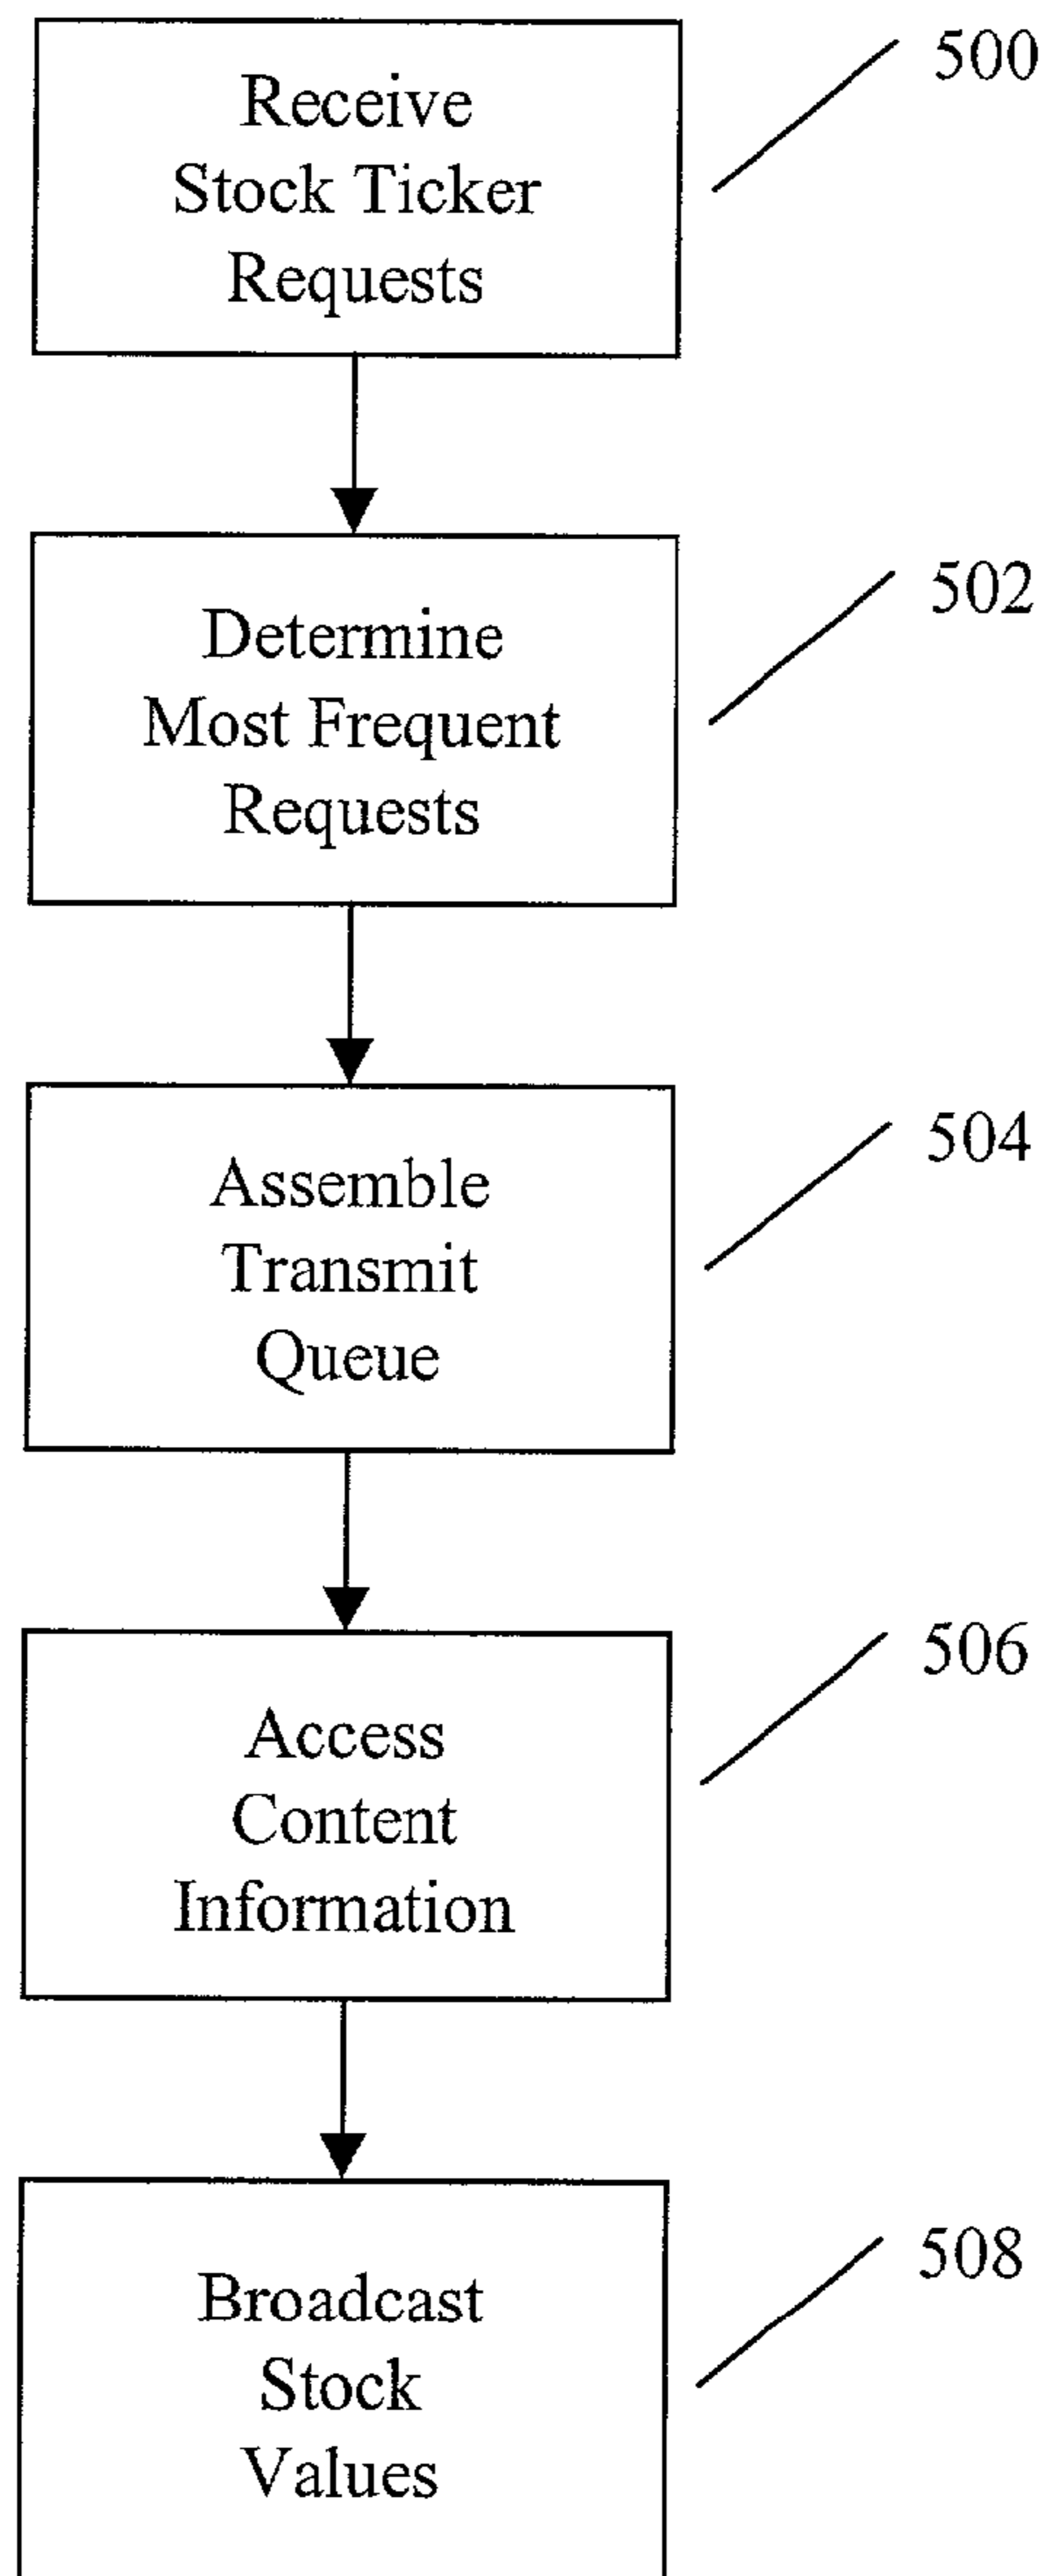 Receive
Stock Ticker
Requests
500
Determine
Most Frequent
Requests
502
Assemble
Transmit
Queue
504
Access
Content
Information
506
Broadcast
Stock
Values
508